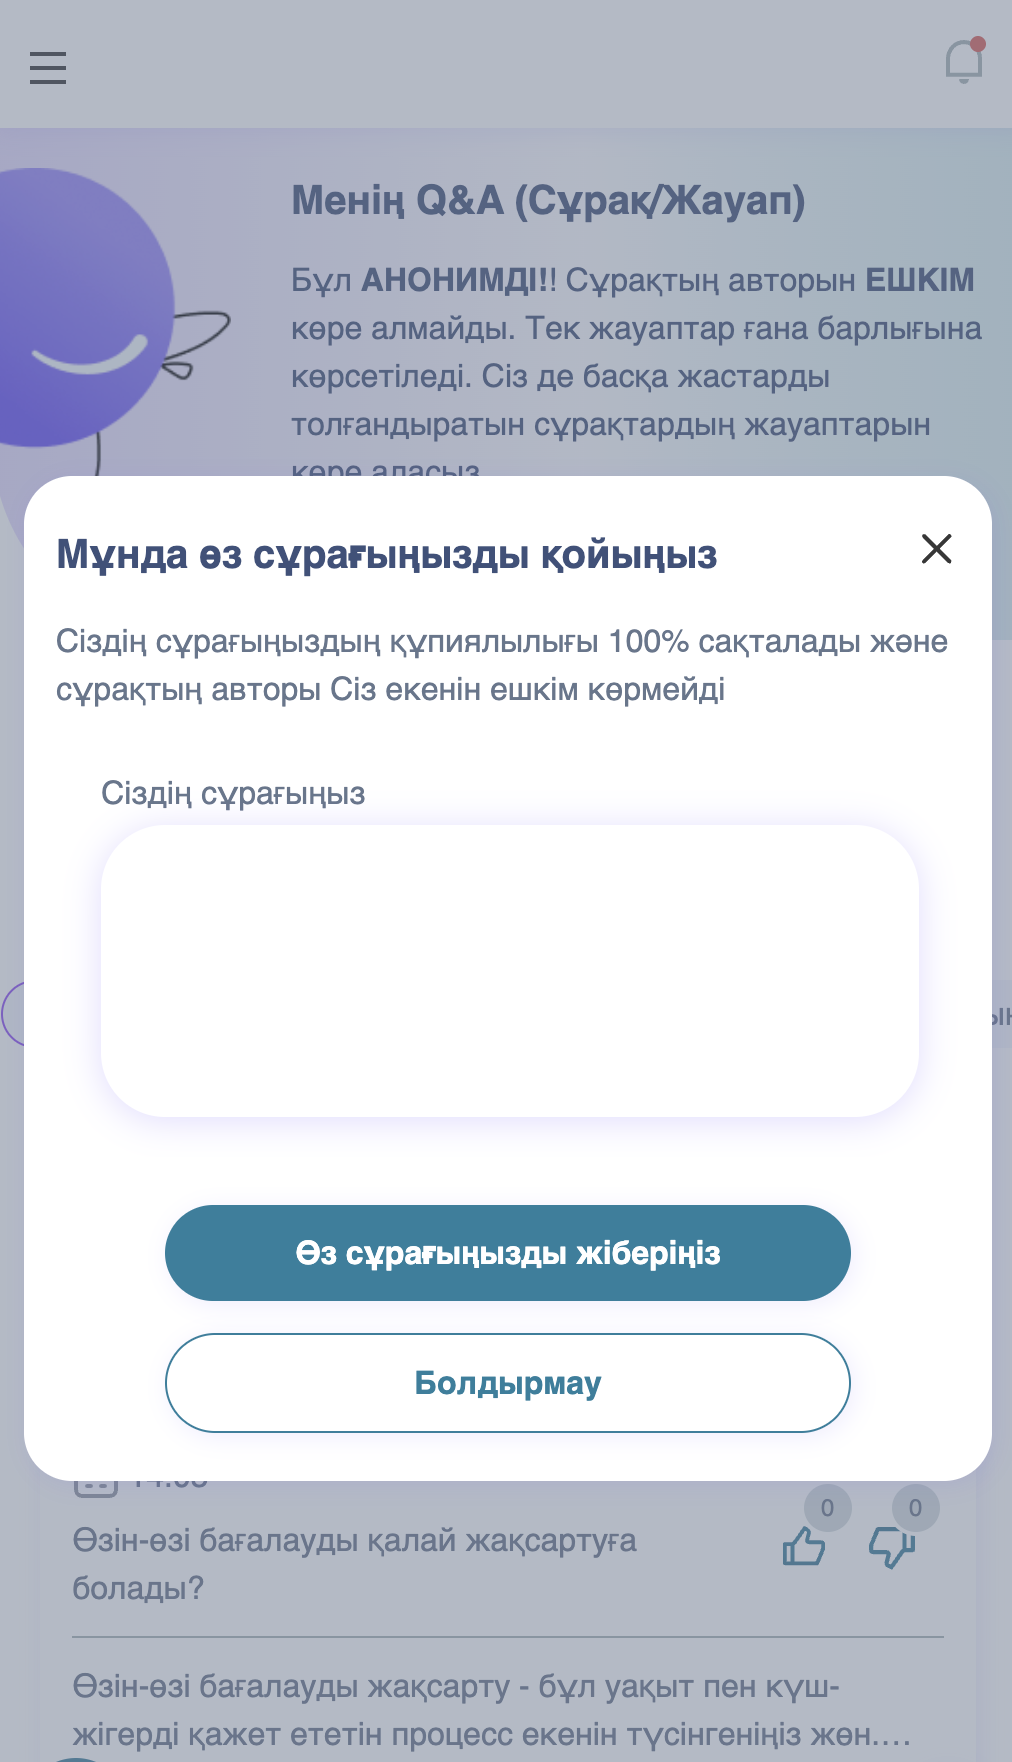 Менің Q&A (Сұрақ/Жауап)
Бұл АНОНИМДІ!! Сұрақтың авторын ЕШКІМ
көре алмайды. Тек жауаптар ғана барлығына
көрсетіледі. Сіз де басқа жастарды
толғандыратын сұрақтардың жауаптарын
көре аласыз
Мұнда өз сұрағыңызды қойыңыз
Сіздің сұрағыңыздың құпиялылығы 100% сақталады және
сұрақтың авторы Сіз екенін ешкім көрмейді
Сіздің сұрағыңыз
Өз сұрағыңызды жіберіңіз
Болдырмау
0 0
Өзін-өзі бағалауды қалай жақсартуға
болады?
Өзін-өзі бағалауды жақсарту - бұл уақыт пен күш-
жігерді қажет ететін процесс екенін түсінгеніңіз жөн....